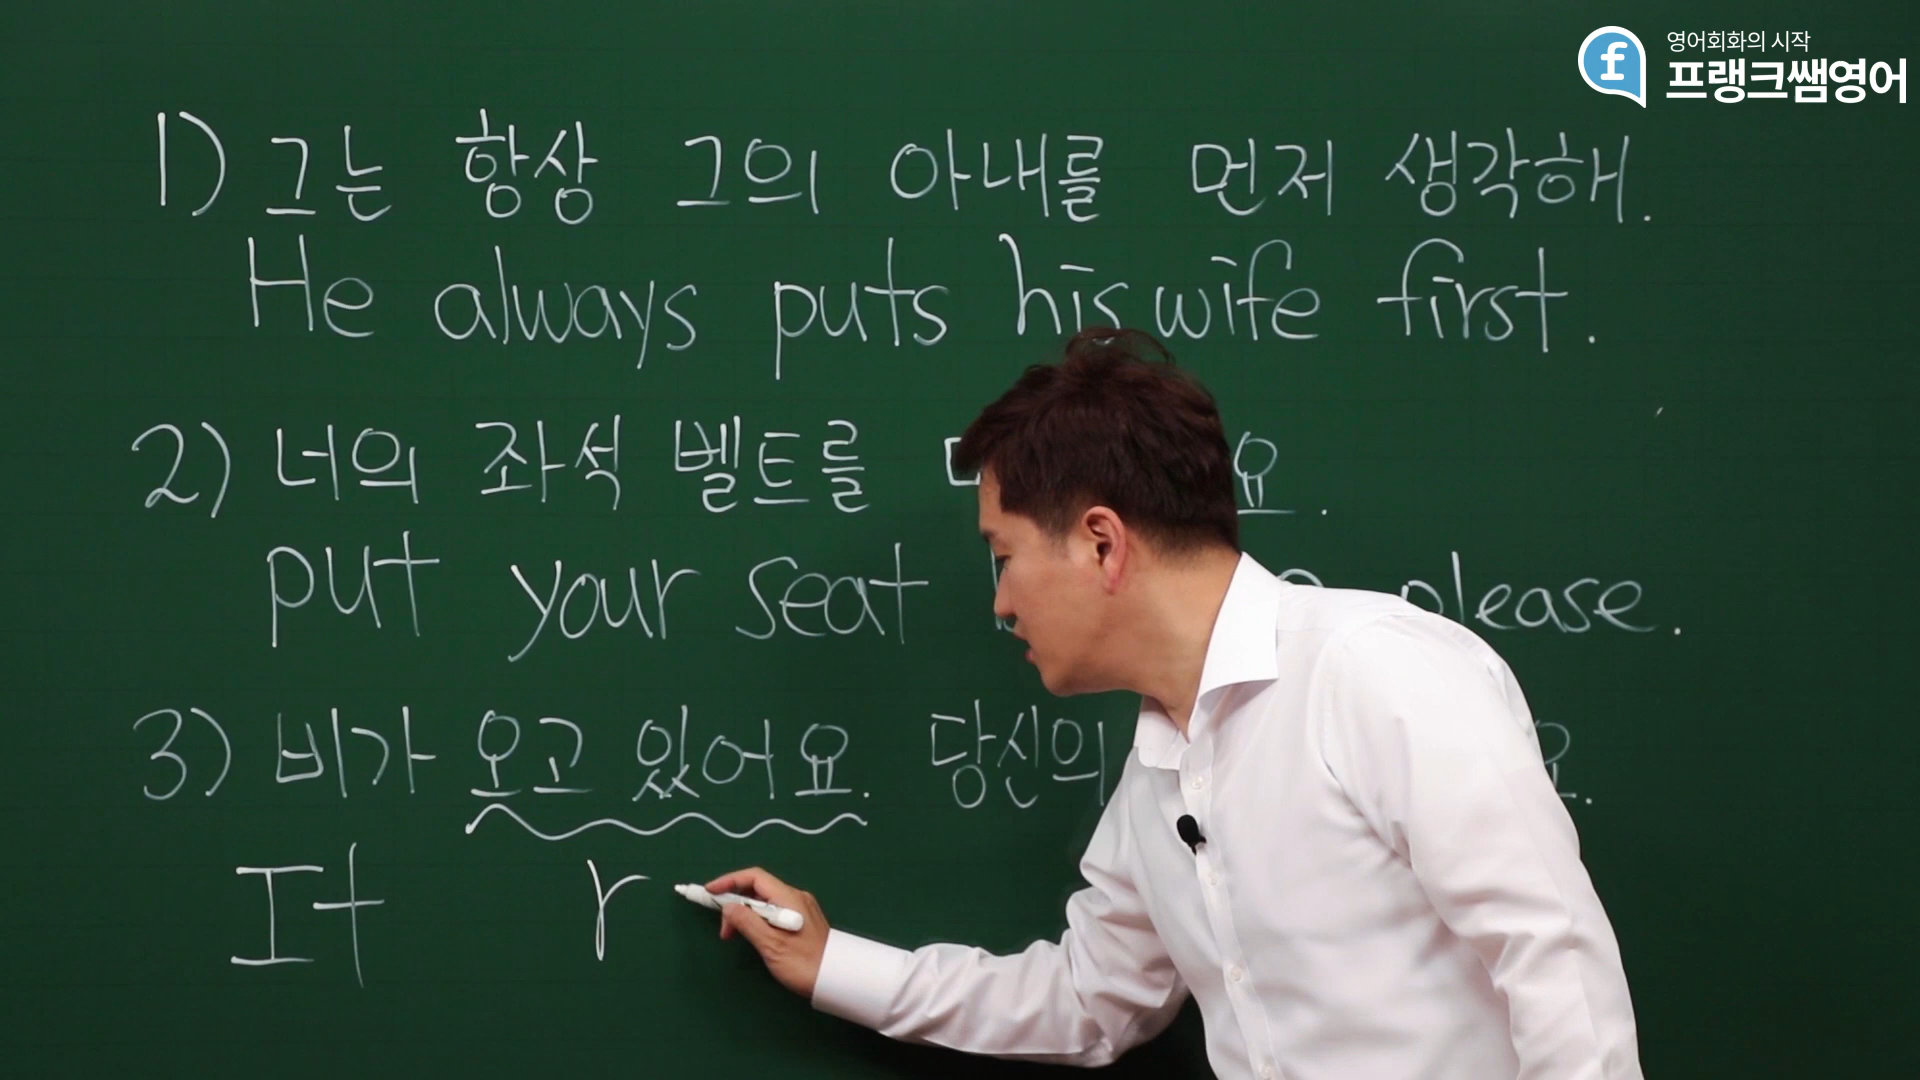 영어회화의 시작
프랭크쌤영어
1) 그는 항상 그의 아내를 먼저 생각해.
He always puts his wife first.
2) 너의 좌석 벨트를 요.
put your seat please.
3) 비가 오고 있어요. 당신의 요.
It r